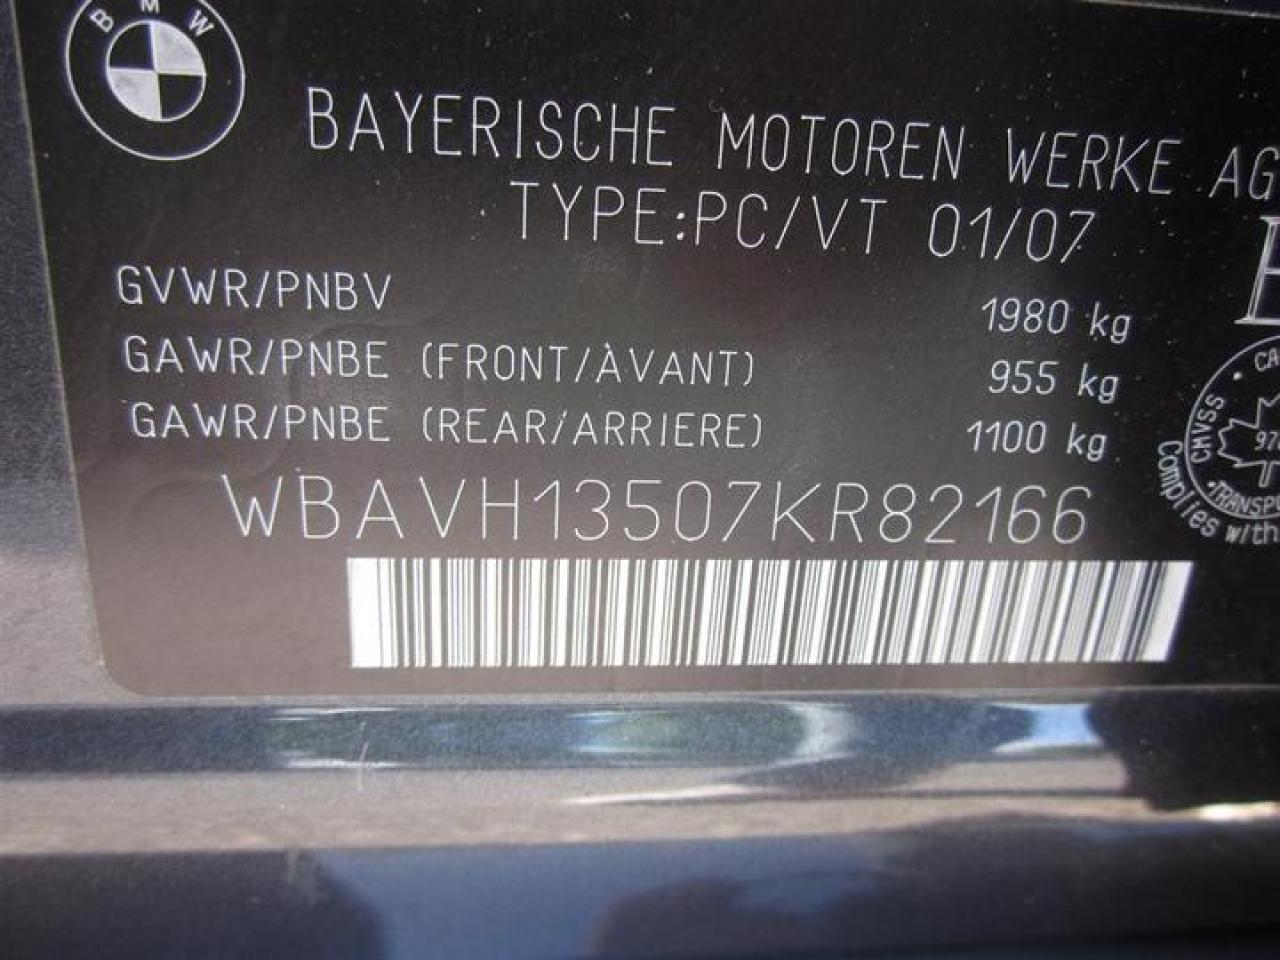 BMW
BAYERISCHE MOTOREN WERKE AG
TYPE:PC/VT 01/07
GVWR/PNBV 1980 kg
GAWR/PNBE (FRONT/ÀVANT) 955 kg
GAWR/PNBE (REAR/ARRIERE) 1100 kg
WBAVH13507KR82166
CMVSS
Complies with